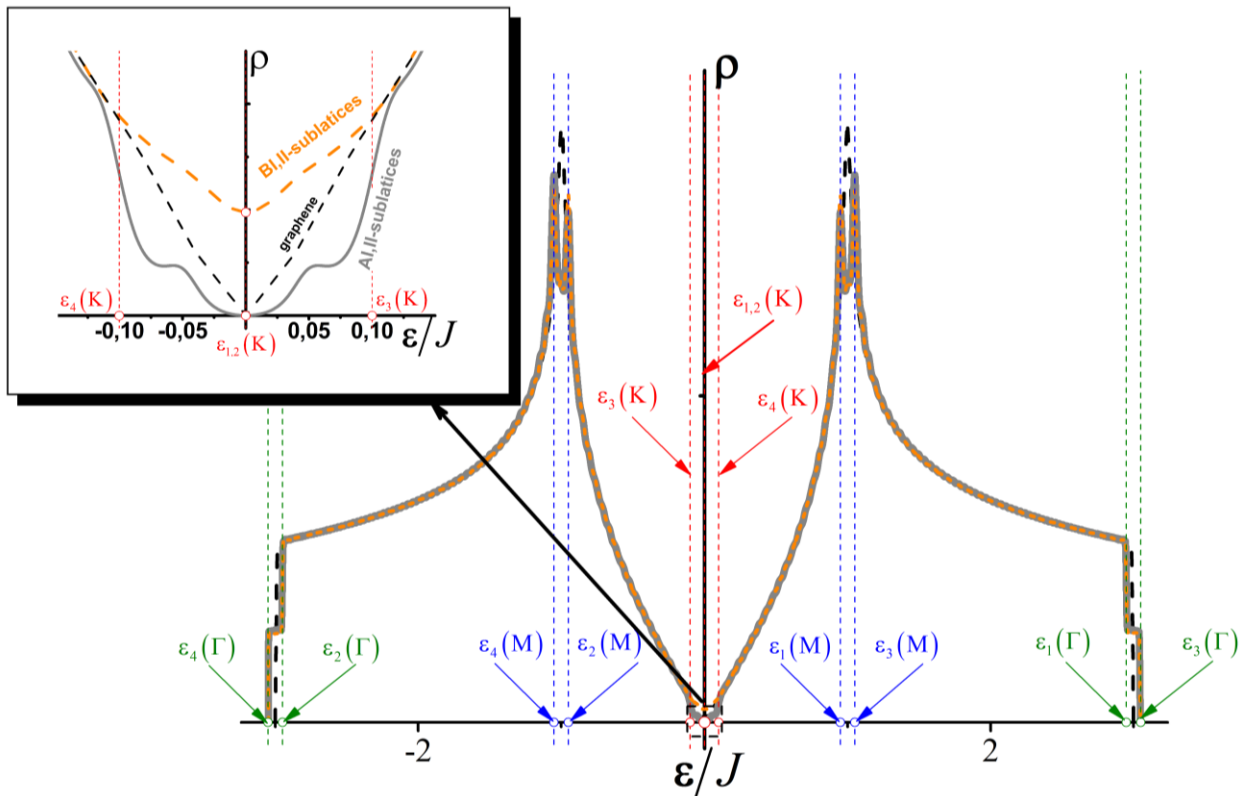 ρ
BI,II-sublatices
graphene
AI,II-sublatices
ε₄(K)
ε₃(K)
-0,10
-0,05
0,05
0,10
ε/J
ε₁,₂(K)
ρ
ε₁,₂(K)
ε₃(K)
ε₄(K)
ε₄(Γ)
ε₂(Γ)
ε₄(M)
ε₂(M)
ε₁(M)
ε₃(M)
ε₁(Γ)
ε₃(Γ)
-2
2
ε/J